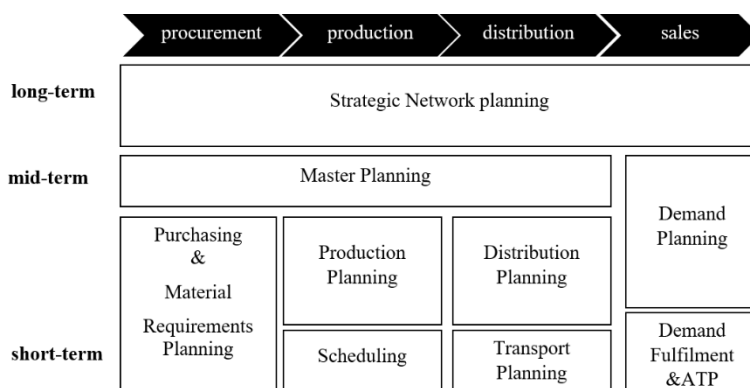 procurement
production
distribution
sales
long-term
Strategic Network planning
mid-term
Master Planning
Demand
Planning
Purchasing
&
Material
Requirements
Planning
Production
Planning
Distribution
Planning
short-term
Scheduling
Transport
Planning
Demand
Fulfilment
&ATP